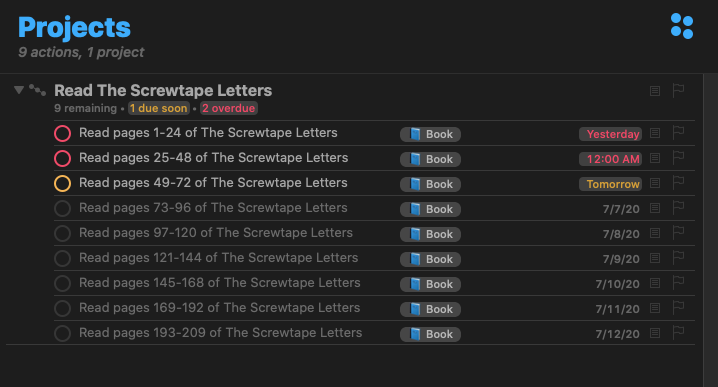 Projects
9 actions, 1 project
Read The Screwtape Letters
9 remaining • 1 due soon • 2 overdue
Read pages 1-24 of The Screwtape Letters Book Yesterday
Read pages 25-48 of The Screwtape Letters Book 12:00 AM
Read pages 49-72 of The Screwtape Letters Book Tomorrow
Read pages 73-96 of The Screwtape Letters Book 7/7/20
Read pages 97-120 of The Screwtape Letters Book 7/8/20
Read pages 121-144 of The Screwtape Letters Book 7/9/20
Read pages 145-168 of The Screwtape Letters Book 7/10/20
Read pages 169-192 of The Screwtape Letters Book 7/11/20
Read pages 193-209 of The Screwtape Letters Book 7/12/20